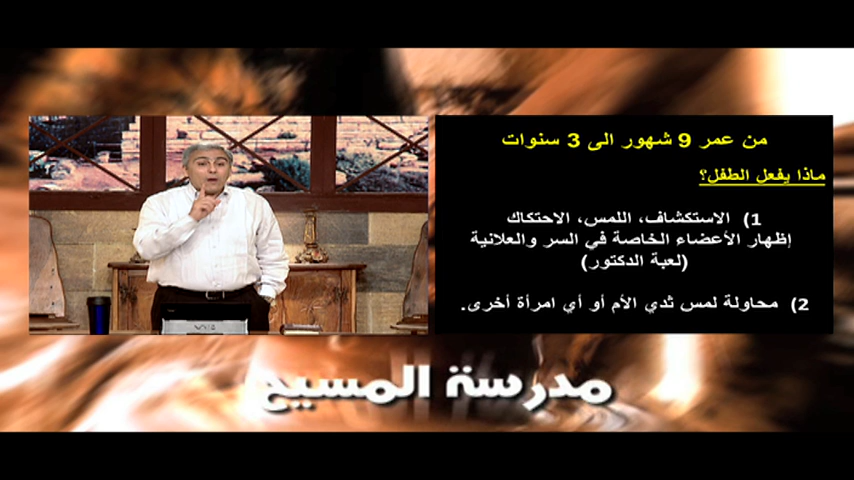 من عمر 9 شهور الى 3 سنوات
ماذا يفعل الطفل؟
1) الاستكشاف، اللمس، الاحتكاك
إظهار الأعضاء الخاصة في السر والعلانية
(لعبة الدكتور)
2) محاولة لمس ثدي الأم أو أي امرأة أخرى.
VAIO
مدرسة المسيح